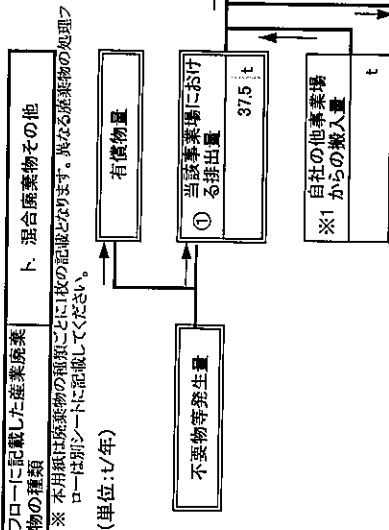 フローに記載した産業廃棄
物の種類
ト. 混合廃棄物その他
※ 本用紙は廃棄物の種類ごとに1枚の記載となります。異なる廃棄物の処理フ
ローは別シートに記載してください。
(単位:t/年)
有償物量
不要物等発生量
① 当該事業場におけ
る排出量
37.5 t
自社の他事業場
※1 からの搬入量
t